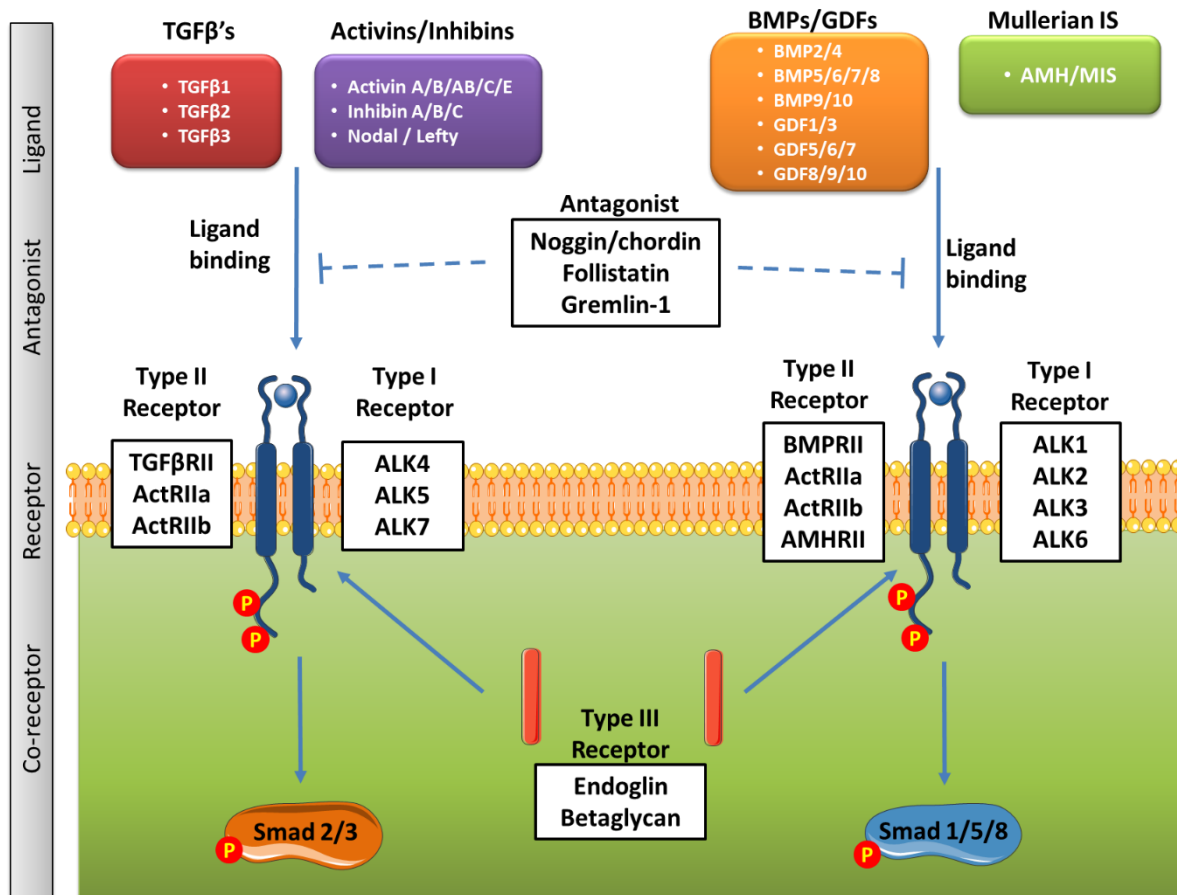 TGFβ's
Activins/Inhibins
BMPs/GDFs
Mullerian IS
• TGFβ1
• TGFβ2
• TGFβ3
• Activin A/B/AB/C/E
• Inhibin A/B/C
• Nodal / Lefty
• BMP2/4
• BMP5/6/7/8
• BMP9/10
• GDF1/3
• GDF5/6/7
• GDF8/9/10
• AMH/MIS
Ligand
Antagonist
Receptor
Co-receptor
Ligand
binding
Antagonist
Noggin/chordin
Follistatin
Gremlin-1
Ligand
binding
Type II
Receptor
TGFβRII
ActRIIa
ActRIIb
Type I
Receptor
ALK4
ALK5
ALK7
Type II
Receptor
BMPRII
ActRIIa
ActRIIb
AMHRII
Type I
Receptor
ALK1
ALK2
ALK3
ALK6
P
P
P
P
Type III
Receptor
Endoglin
Betaglycan
Smad 2/3
P
Smad 1/5/8
P